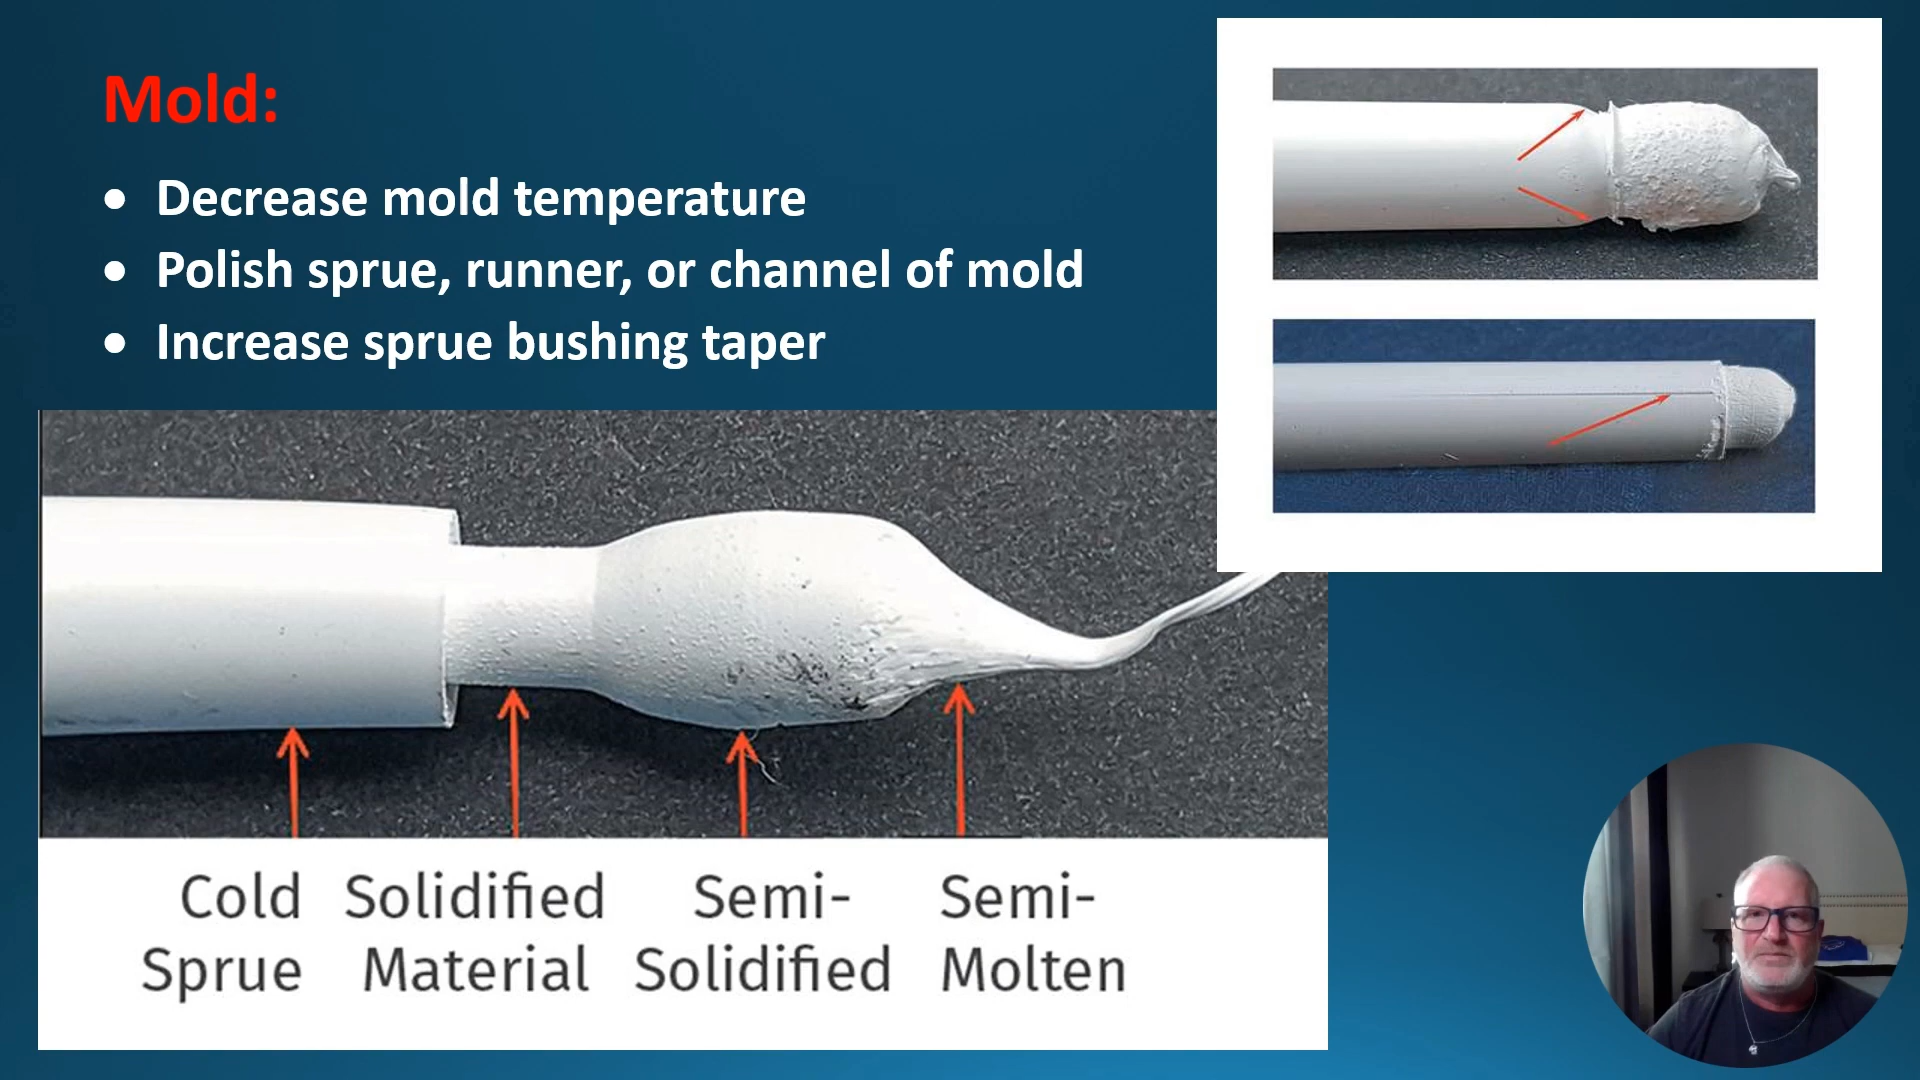 Mold:
• Decrease mold temperature
• Polish sprue, runner, or channel of mold
• Increase sprue bushing taper
Cold Sprue
Solidified Material
Semi-Solidified
Semi-Molten